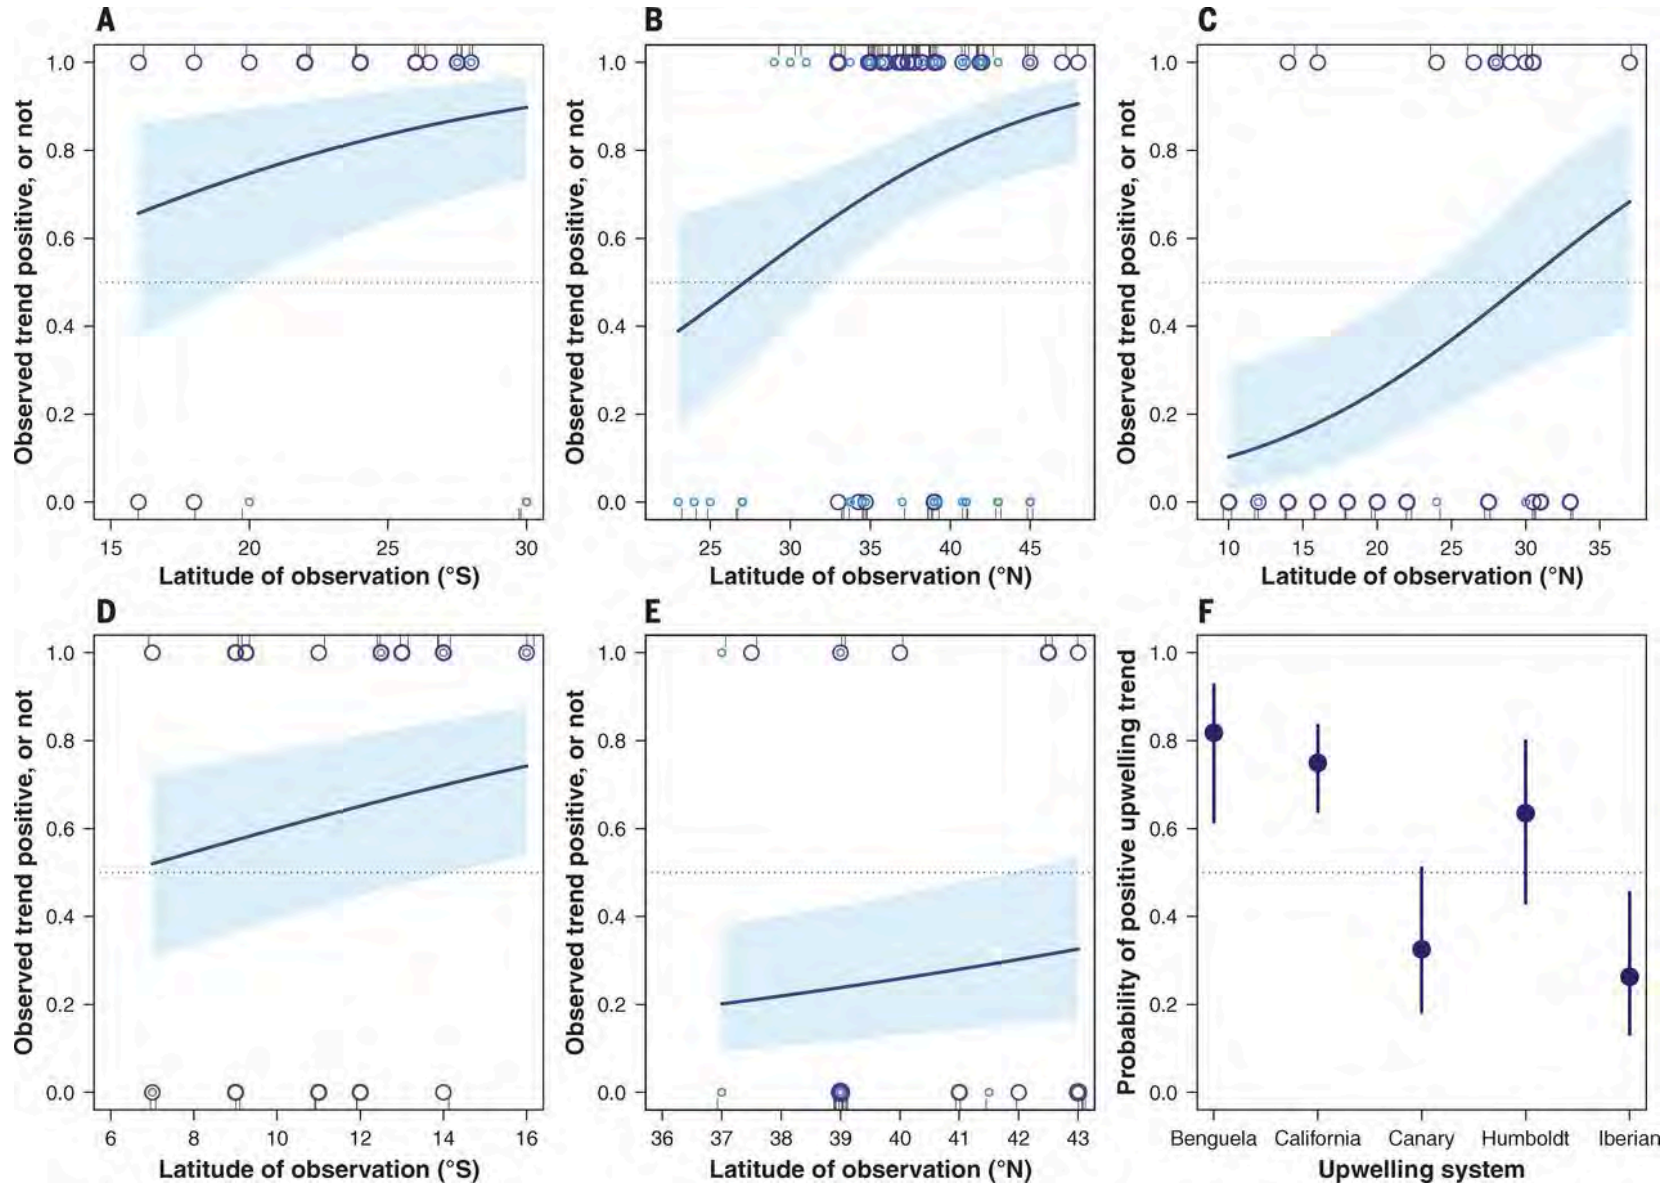 A
Observed trend positive, or not
1.0
0.8
0.6
0.4
0.2
0.0
15 20 25 30
Latitude of observation (°S)
B
Observed trend positive, or not
1.0
0.8
0.6
0.4
0.2
0.0
25 30 35 40 45
Latitude of observation (°N)
C
Observed trend positive, or not
1.0
0.8
0.6
0.4
0.2
0.0
10 15 20 25 30 35
Latitude of observation (°N)
D
Observed trend positive, or not
1.0
0.8
0.6
0.4
0.2
0.0
6 8 10 12 14 16
Latitude of observation (°S)
E
Observed trend positive, or not
1.0
0.8
0.6
0.4
0.2
0.0
36 37 38 39 40 41 42 43
Latitude of observation (°N)
F
Probability of positive upwelling trend
1.0
0.8
0.6
0.4
0.2
0.0
Benguela California Canary Humboldt Iberian
Upwelling system